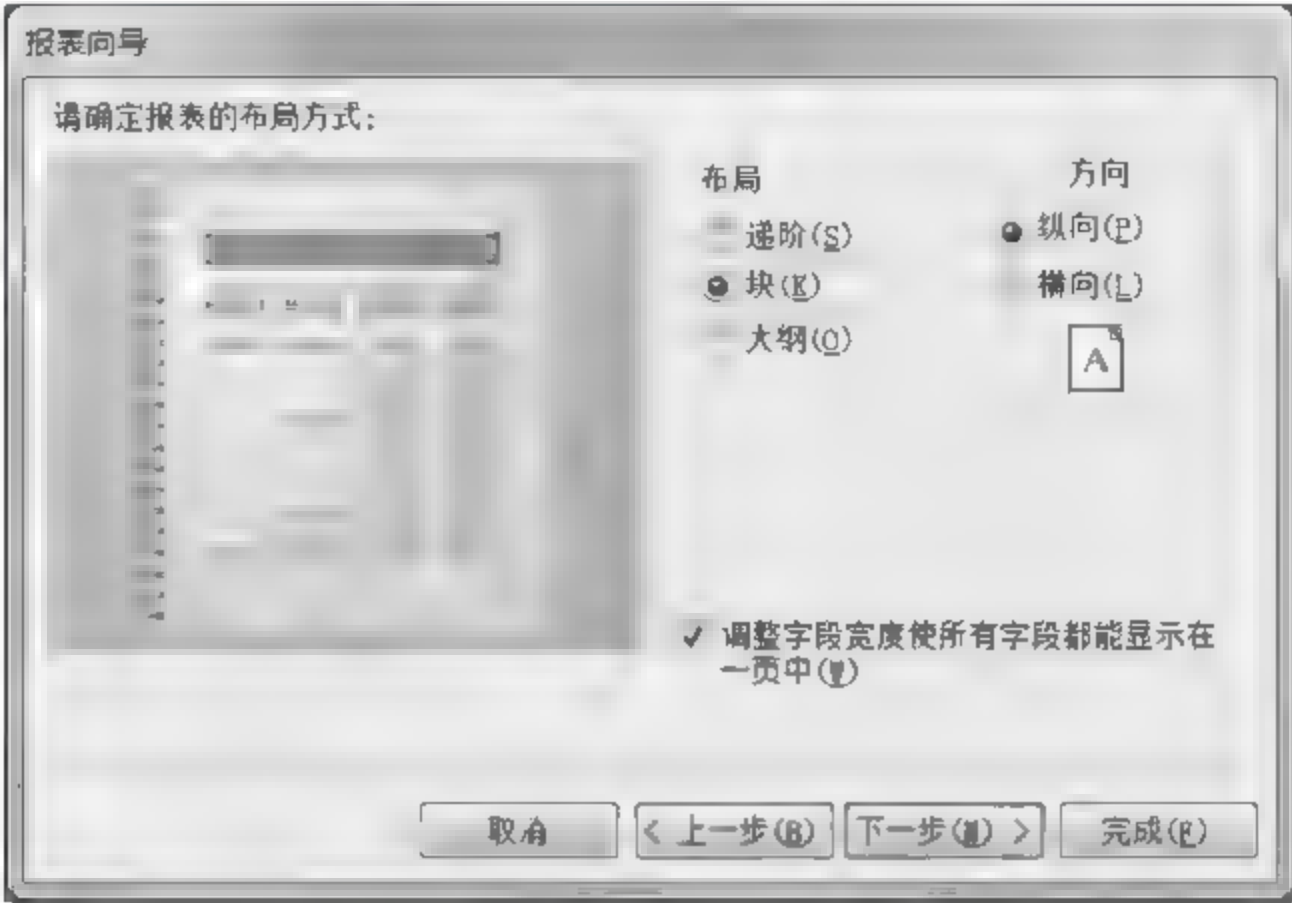 报表向导
请确定报表的布局方式:
布局
递阶(S)
块(K)
大纲(O)
方向
纵向(P)
横向(L)
A
调整字段宽度使所有字段都能显示在
一页中(W)
取消
< 上一步(B)
下一步(N) >
完成(F)